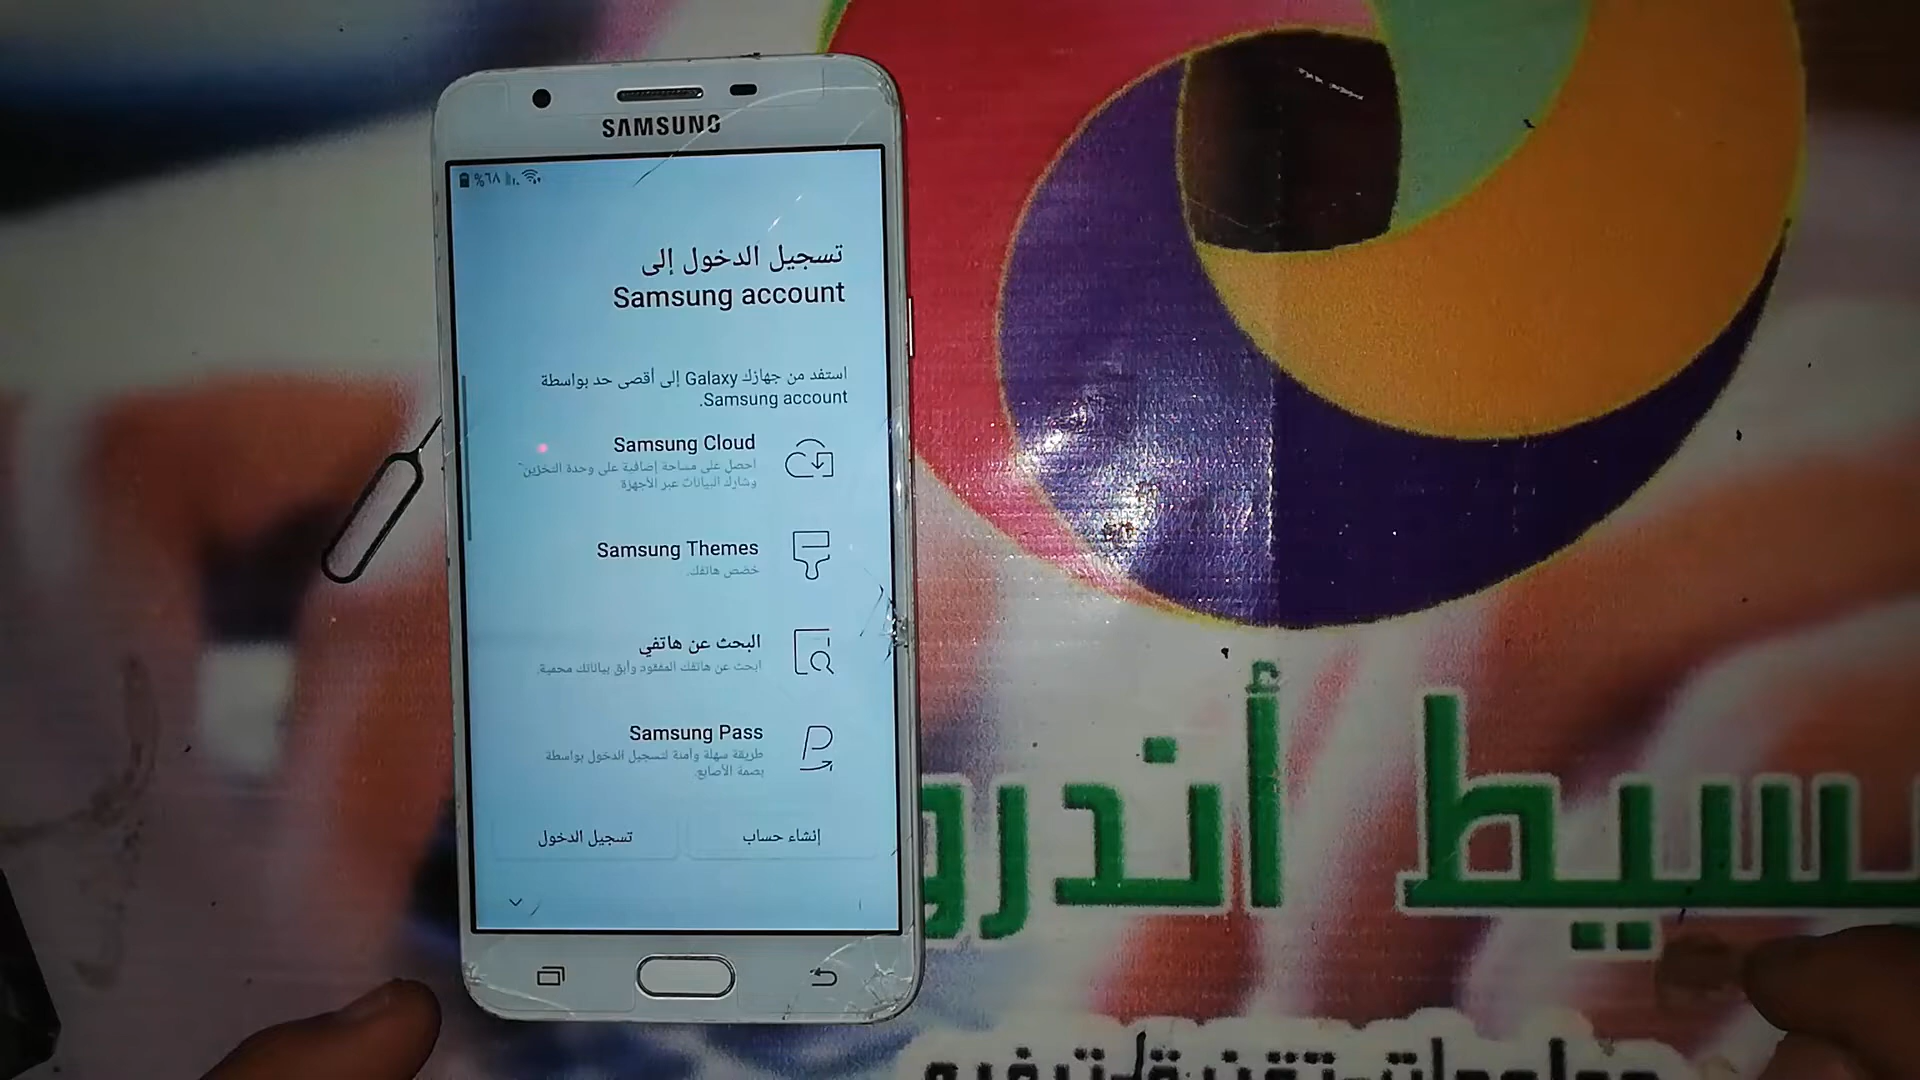 SAMSUNG
%٦٨
تسجيل الدخول إلى
Samsung account
استفد من جهازك Galaxy إلى أقصى حد بواسطة
Samsung account.
Samsung Cloud
احصل على مساحة إضافية على وحدة التخزين
وشارك البيانات عبر الأجهزة
Samsung Themes
خصّص هاتفك.
البحث عن هاتفي
ابحث عن هاتفك المفقود وأبق بياناتك محمية.
Samsung Pass
طريقة سهلة وآمنة لتسجيل الدخول بواسطة
بصمة الأصابع.
إنشاء حساب
تسجيل الدخول
بسيط أندرو